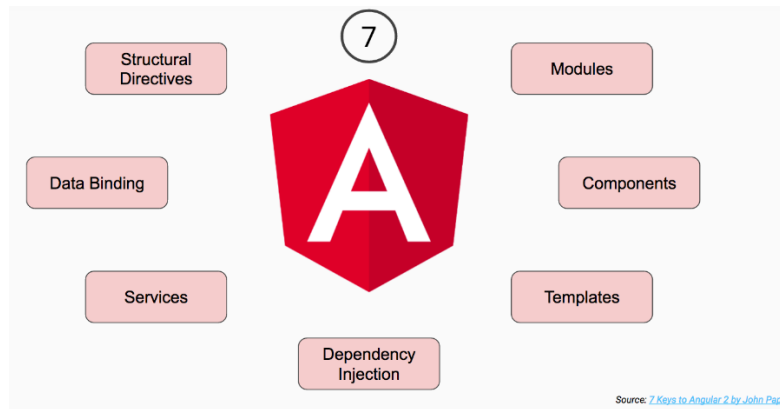 7
Structural
Directives
Modules
Data Binding
Components
Services
Templates
Dependency
Injection
Source: 7 Keys to Angular 2 by John Pap